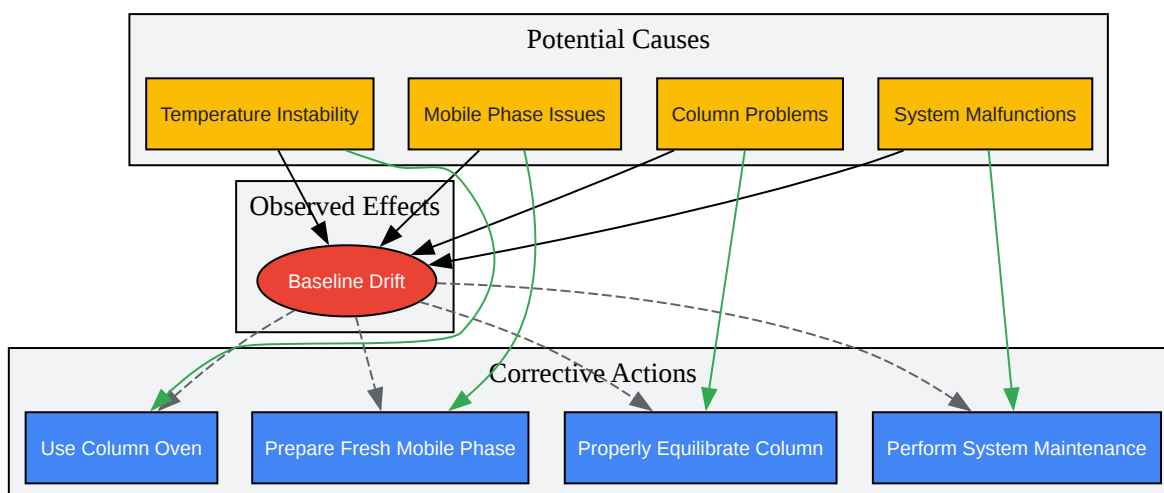 Potential Causes
Temperature Instability
Mobile Phase Issues
Column Problems
System Malfunctions
Observed Effects
Baseline Drift
Corrective Actions
Use Column Oven
Prepare Fresh Mobile Phase
Properly Equilibrate Column
Perform System Maintenance